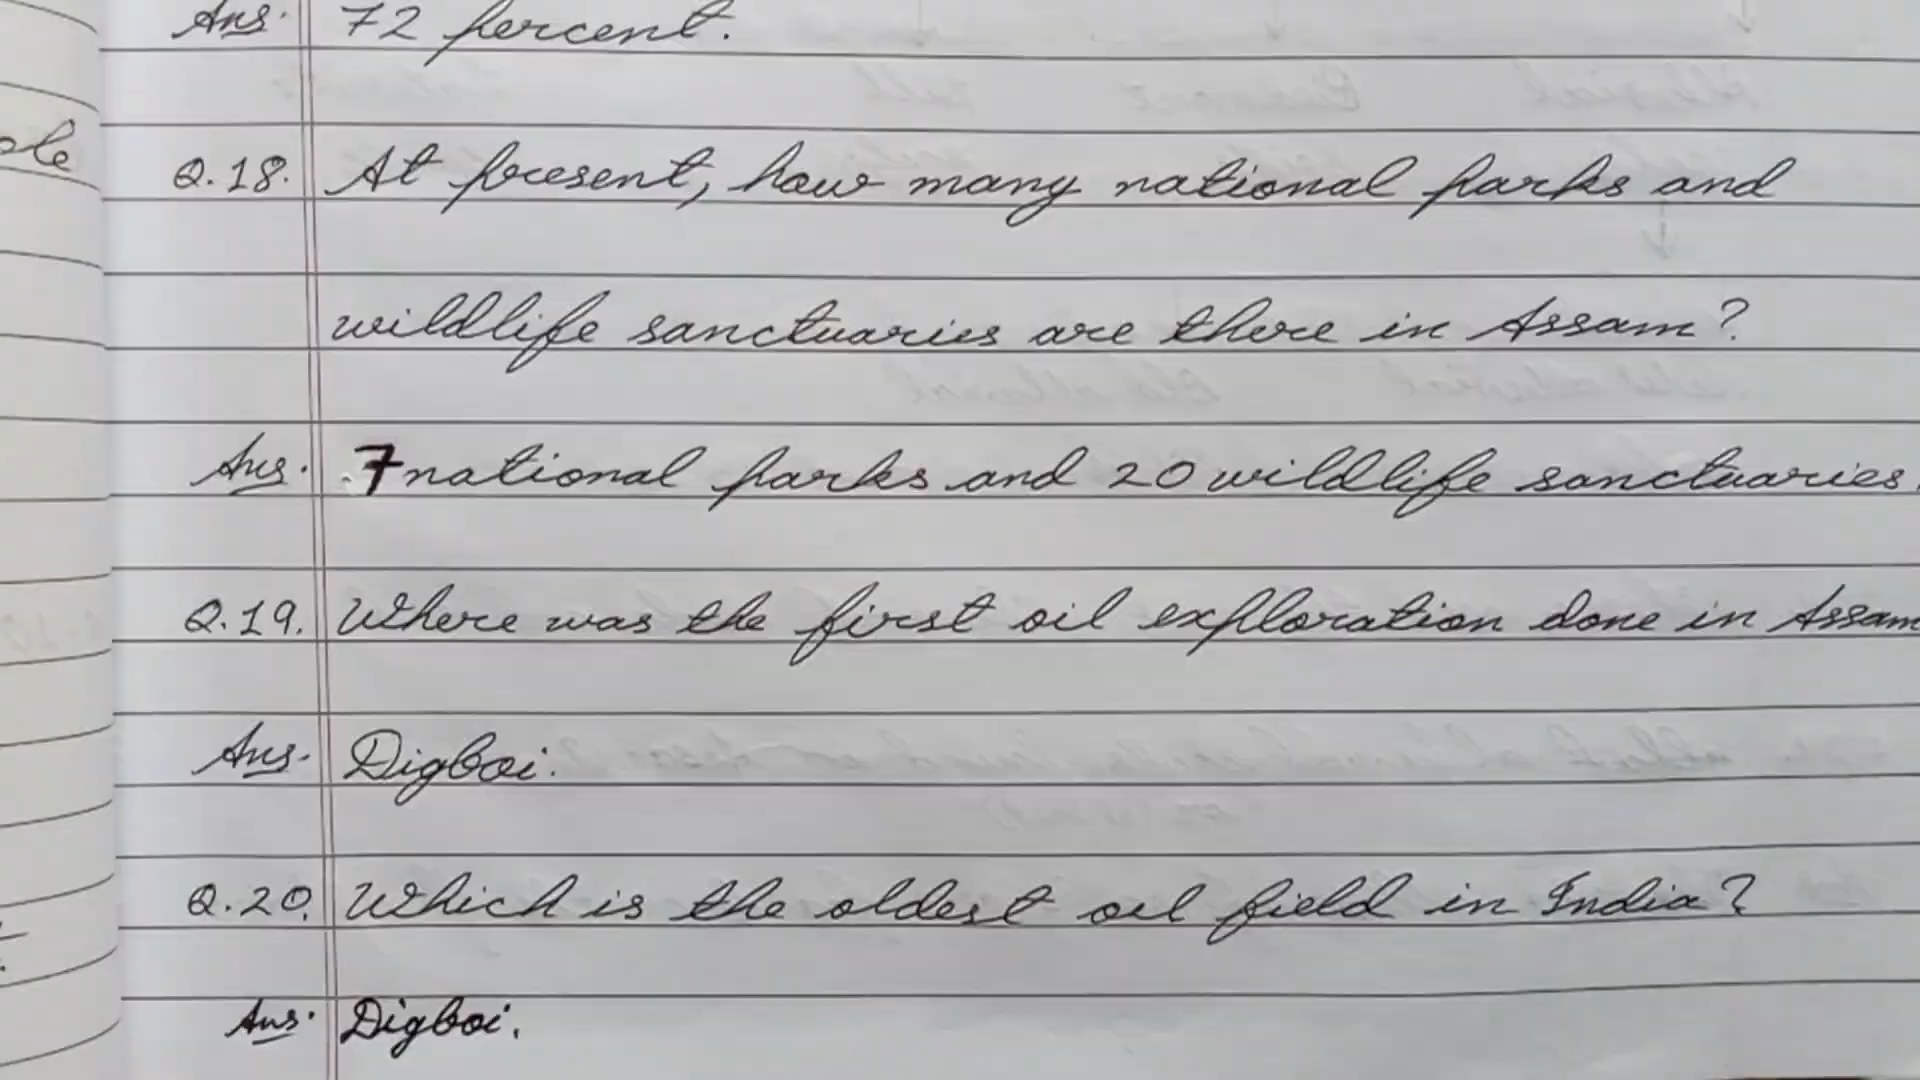 Ans. 72 percent.
Q.18. At present, how many national parks and
wildlife sanctuaries are there in Assam?
Ans. 7 national parks and 20 wildlife sanctuaries.
Q.19. Where was the first oil exploration done in Assam
Ans. Digboi.
Q.20. Which is the oldest oil field in India?
Ans. Digboi.